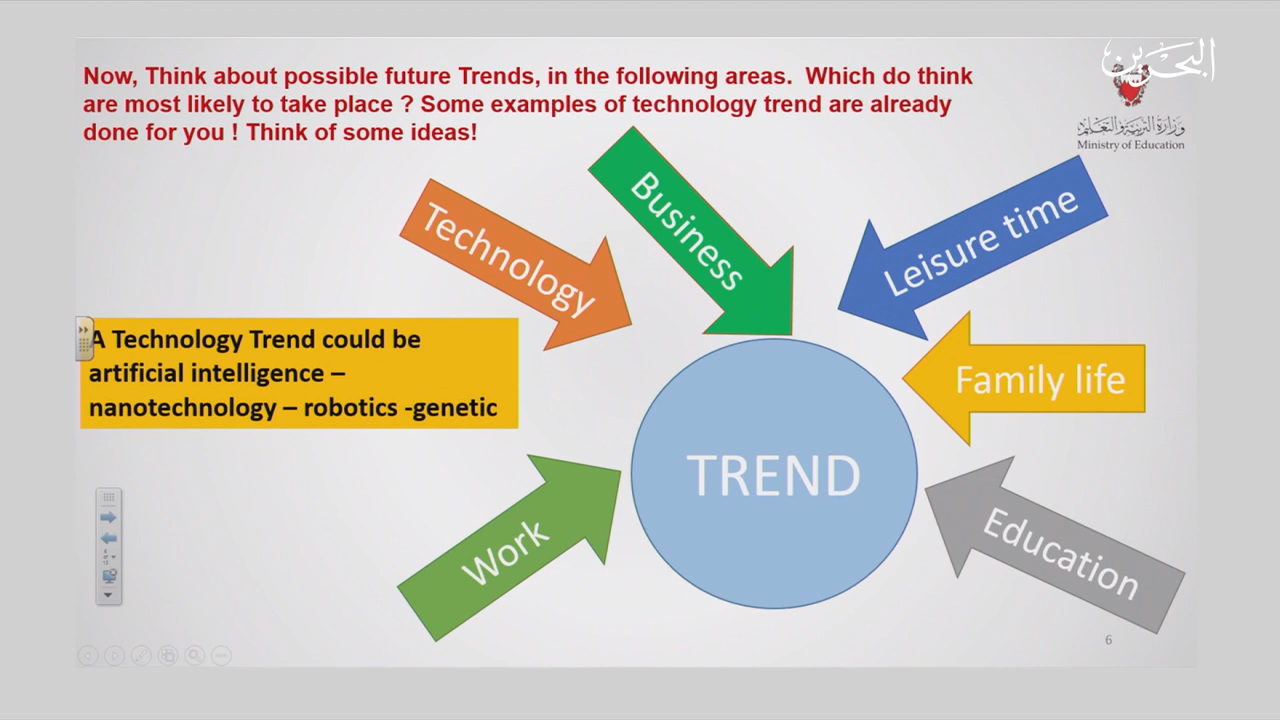 Now, Think about possible future Trends, in the following areas. Which do think
are most likely to take place ? Some examples of technology trend are already
done for you ! Think of some ideas!
البحرين
وزارة التربية والتعليم
Ministry of Education
Technology
Business
Leisure time
A Technology Trend could be
artificial intelligence –
nanotechnology – robotics -genetic
Family life
TREND
Work
Education
6